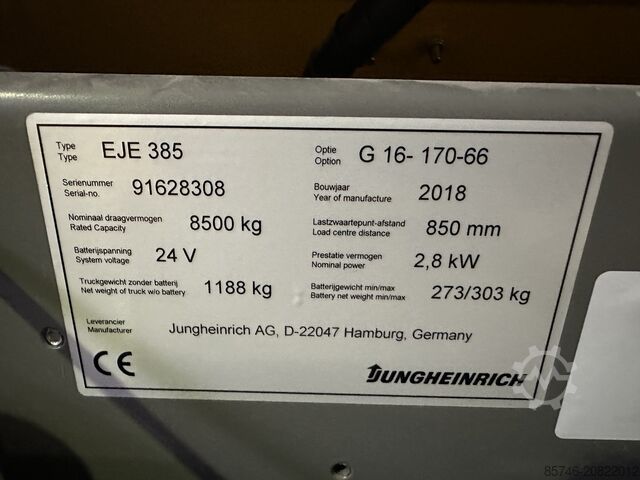 Type EJE 385 Optie G 16- 170-66
Type Option
Serienummer 91628308 Bouwjaar 2018
Serial-no. Year of manufacture
Nominaal draagvermogen 8500 kg Lastzwaartepunt-afstand 850 mm
Rated Capacity Load centre distance
Batterijspanning 24 V Prestatie vermogen 2,8 kW
System voltage Nominal power
Truckgewicht zonder batterij 1188 kg Batterijgewicht min/max 273/303 kg
Net weight of truck w/o battery Battery net weight min/max
Leverancier Jungheinrich AG, D-22047 Hamburg, Germany
Manufacturer
CE JUNGHEINRICH
85746-20822012